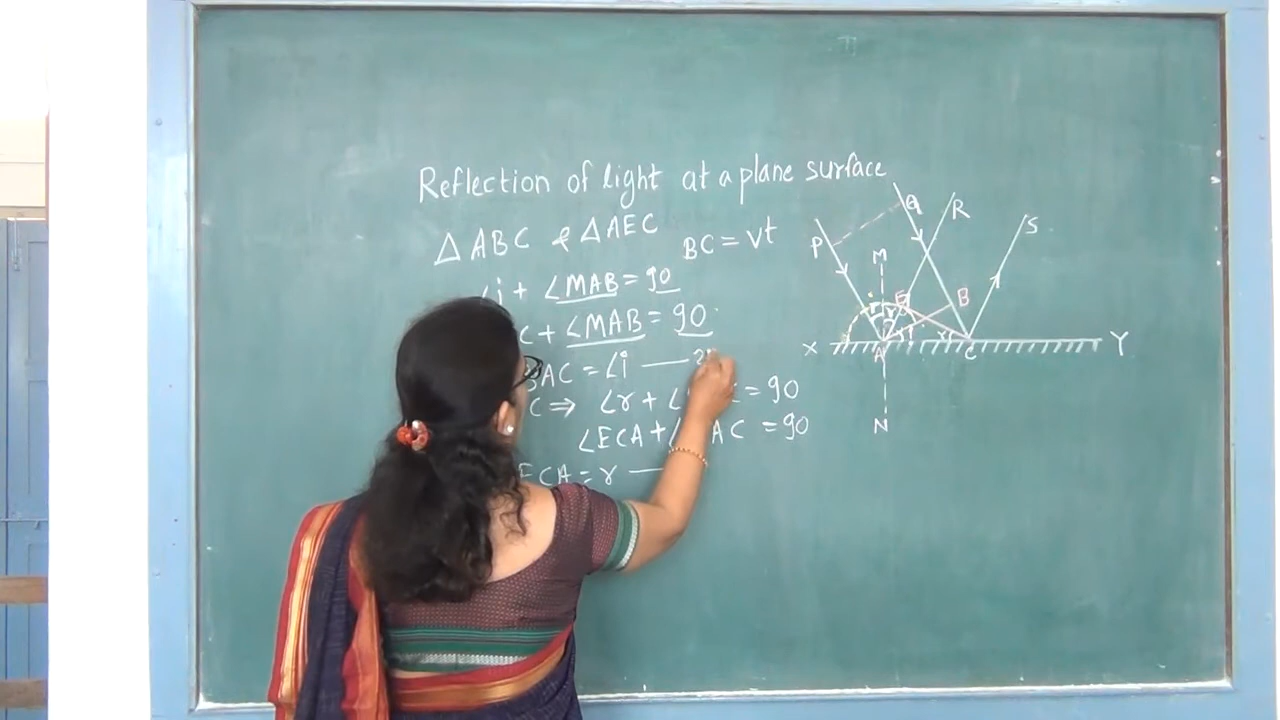 Reflection of light at a plane surface
△ ABC & △AEC
BC = vt
∠i + ∠MAB = 90
C + ∠MAB = 90
BAC = ∠i —
C ⇒ ∠r + ∠ C = 90
∠ECA + ∠ AC = 90
ECA = r —
P
Q
R
S
M
E
r
B
i
r
X
A
C
Y
N